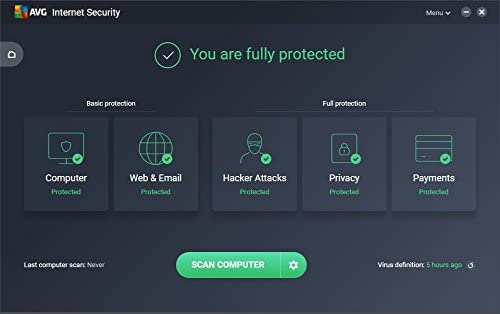 AVG Internet Security
Menu
You are fully protected
Basic protection
Full protection
Computer
Protected
Web & Email
Protected
Hacker Attacks
Protected
Privacy
Protected
Payments
Protected
Last computer scan: Never
SCAN COMPUTER
Virus definition: 5 hours ago